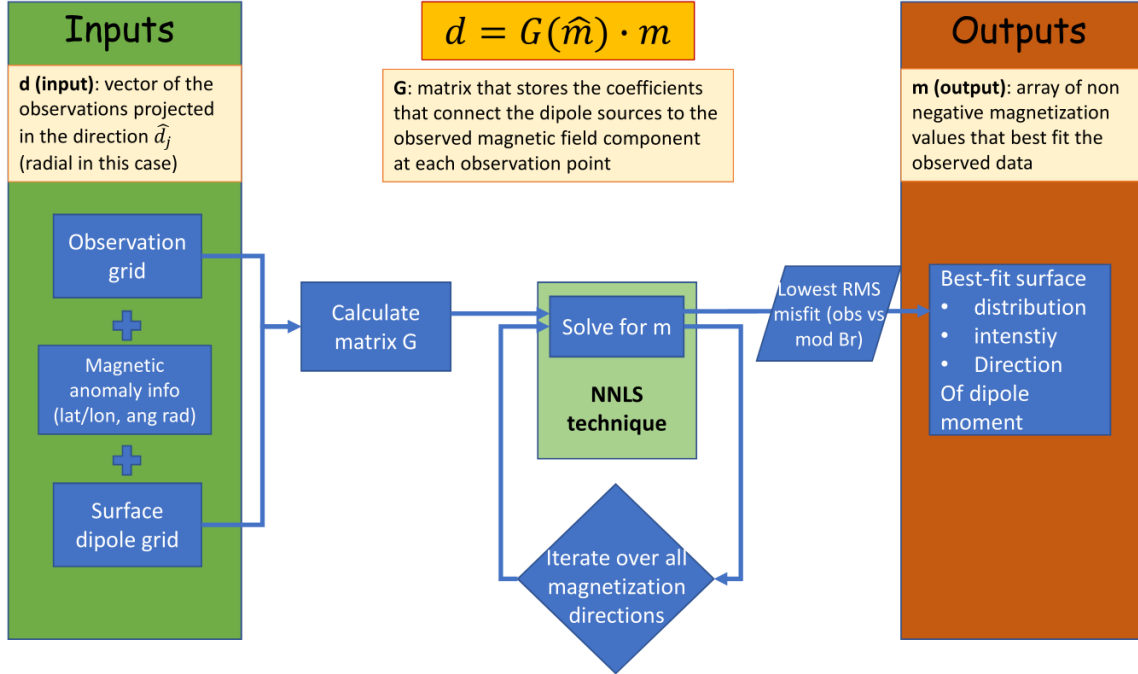 Inputs
d (input): vector of the
observations projected
in the direction $\hat{d}_j$
(radial in this case)
Observation
grid
Magnetic
anomaly info
(lat/lon, ang rad)
Surface
dipole grid
$d = G(\hat{m}) \cdot m$
G: matrix that stores the coefficients
that connect the dipole sources to the
observed magnetic field component
at each observation point
Calculate
matrix G
Solve for m
NNLS
technique
Iterate over all
magnetization
directions
Lowest RMS
misfit (obs vs
mod Br)
Outputs
m (output): array of non
negative magnetization
values that best fit the
observed data
Best-fit surface
• distribution
• intenstiy
• Direction
Of dipole
moment